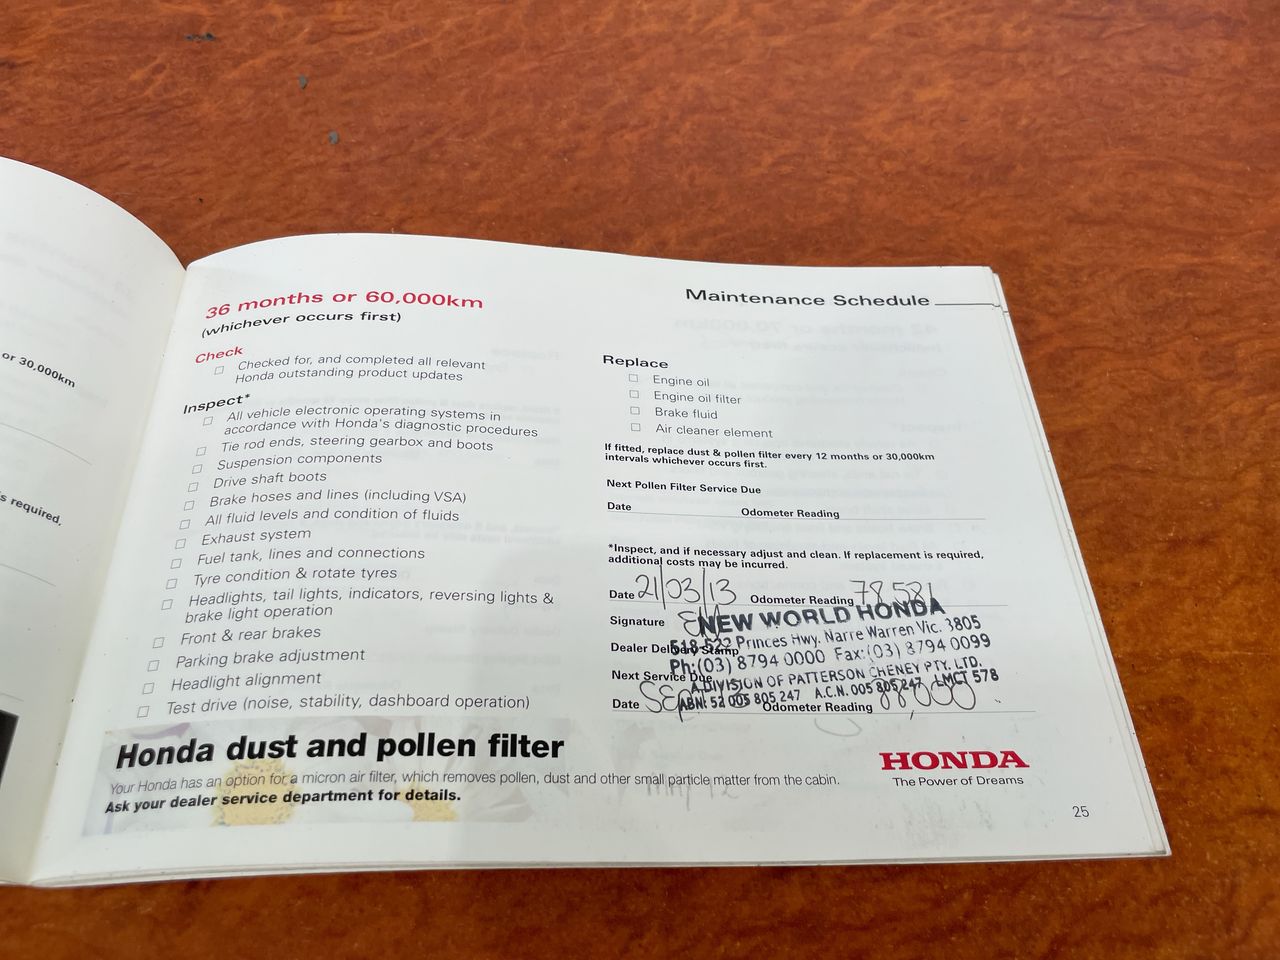 or 30,000km
s required,
36 months or 60,000km
(whichever occurs first)
Maintenance Schedule
Check
Checked for, and completed all relevant
Honda outstanding product updates
Inspect*
All vehicle electronic operating systems in
accordance with Honda's diagnostic procedures
Tie rod ends, steering gearbox and boots
Suspension components
Drive shaft boots
Brake hoses and lines (including VSA)
All fluid levels and condition of fluids
Exhaust system
Fuel tank, lines and connections
Tyre condition & rotate tyres
Headlights, tail lights, indicators, reversing lights &
brake light operation
Front & rear brakes
Parking brake adjustment
Headlight alignment
Test drive (noise, stability, dashboard operation)
Replace
Engine oil
Engine oil filter
Brake fluid
Air cleaner element
If fitted, replace dust & pollen filter every 12 months or 30,000km
intervals whichever occurs first.
Next Pollen Filter Service Due
Date Odometer Reading
*Inspect, and if necessary adjust and clean. If replacement is required,
additional costs may be incurred.
Date 21/03/13 Odometer Reading 78,581
Signature
NEW WORLD HONDA
Dealer Delivery Stamp
518-522 Princes Hwy. Narre Warren Vic. 3805
Ph:(03) 8794 0000 Fax:(03) 8794 0099
Next Service Due
A DIVISION OF PATTERSON CHENEY PTY. LTD.
ABN: 52 005 805 247 A.C.N. 005 805 247 LMCT 578
Date Sep Odometer Reading 88,000
Honda dust and pollen filter
Your Honda has an option for a micron air filter, which removes pollen, dust and other small particle matter from the cabin.
Ask your dealer service department for details.
HONDA
The Power of Dreams
25